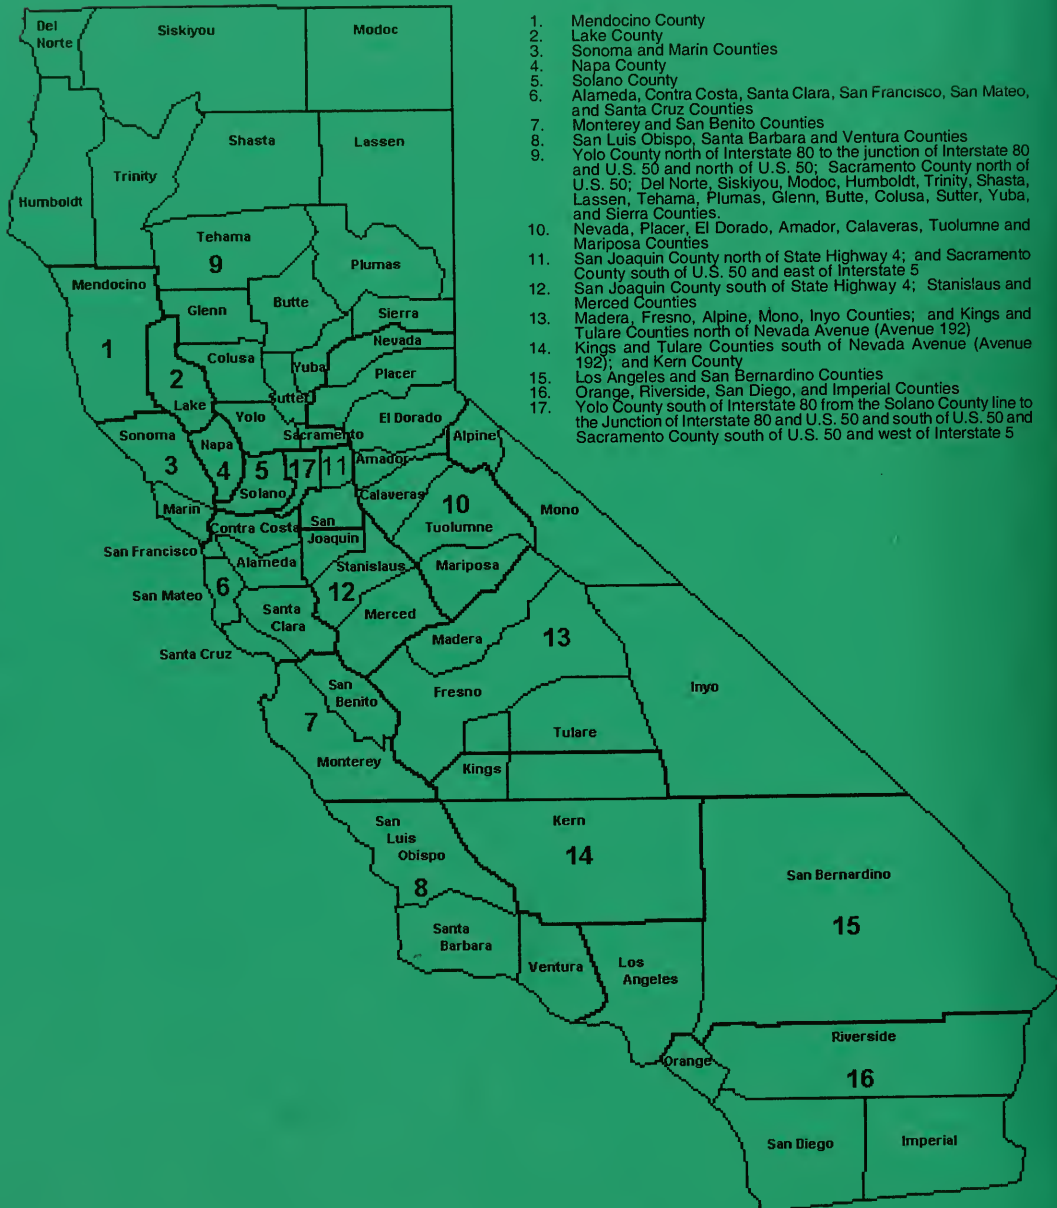 1. Mendocino County
2. Lake County
3. Sonoma and Marin Counties
4. Napa County
5. Solano County
6. Alameda, Contra Costa, Santa Clara, San Francisco, San Mateo,
and Santa Cruz Counties
7. Monterey and San Benito Counties
8. San Luis Obispo, Santa Barbara and Ventura Counties
9. Yolo County north of Interstate 80 to the junction of Interstate 80
and U.S. 50 and north of U.S. 50; Sacramento County north of
U.S. 50; Del Norte, Siskiyou, Modoc, Humboldt, Trinity, Shasta,
Lassen, Tehama, Plumas, Glenn, Butte, Colusa, Sutter, Yuba,
and Sierra Counties.
10. Nevada, Placer, El Dorado, Amador, Calaveras, Tuolumne and
Mariposa Counties
11. San Joaquin County north of State Highway 4; and Sacramento
County south of U.S. 50 and east of Interstate 5
12. San Joaquin County south of State Highway 4; Stanislaus and
Merced Counties
13. Madera, Fresno, Alpine, Mono, Inyo Counties; and Kings and
Tulare Counties north of Nevada Avenue (Avenue 192)
14. Kings and Tulare Counties south of Nevada Avenue (Avenue
192); and Kern County
15. Los Angeles and San Bernardino Counties
16. Orange, Riverside, San Diego, and Imperial Counties
17. Yolo County south of Interstate 80 from the Solano County line to
the Junction of Interstate 80 and U.S. 50 and south of U.S. 50 and
Sacramento County south of U.S. 50 and west of Interstate 5
Del
Norte
Siskiyou
Modoc
Shasta
Lassen
Trinity
Humboldt
Tehama
9
Plumas
Mendocino
Glenn
Butte
Sierra
Nevada
1
Colusa
Yuba
Placer
2
Lake
Sutter
Yolo
El Dorado
Sonoma
Napa
Sacramento
Alpine
3
4
5
17
11
Amador
Solano
Calaveras
10
Marin
Contra Costa
San
Joaquin
Tuolumne
Mono
San Francisco
Alameda
Stanislaus
Mariposa
6
San Mateo
12
Santa
Clara
Merced
Madera
13
Santa Cruz
San
Benito
Fresno
Inyo
7
Tulare
Monterey
Kings
San
Luis
Obispo
Kern
14
8
San Bernardino
15
Santa
Barbara
Ventura
Los
Angeles
Riverside
Orange
16
San Diego
Imperial